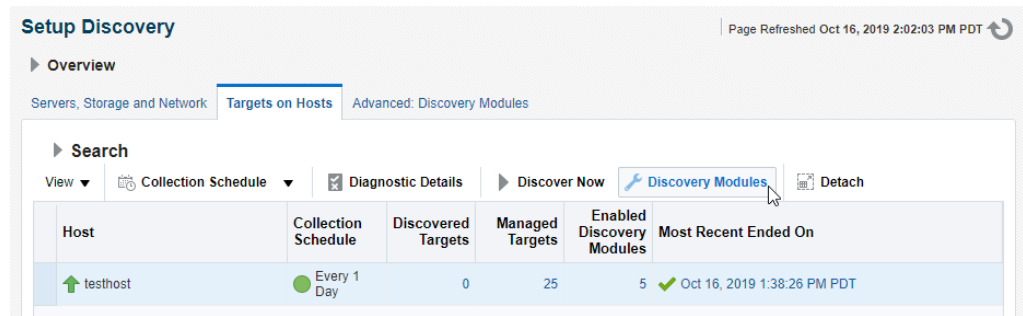 Setup Discovery
Page Refreshed Oct 16, 2019 2:02:03 PM PDT
Overview
Servers, Storage and Network Targets on Hosts Advanced: Discovery Modules
Search
View Collection Schedule Diagnostic Details Discover Now Discovery Modules Detach
Host Collection Schedule Discovered Targets Managed Targets Enabled Discovery Modules Most Recent Ended On
testhost Every 1 Day 0 25 5 Oct 16, 2019 1:38:26 PM PDT